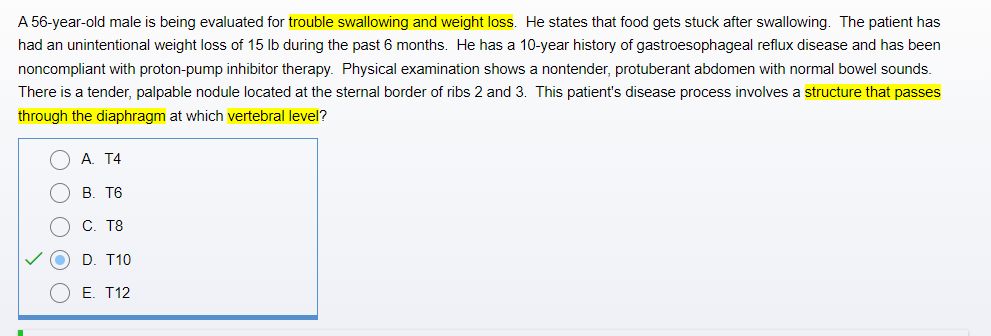 A 56-year-old male is being evaluated for trouble swallowing and weight loss. He states that food gets stuck after swallowing. The patient has
had an unintentional weight loss of 15 lb during the past 6 months. He has a 10-year history of gastroesophageal reflux disease and has been
noncompliant with proton-pump inhibitor therapy. Physical examination shows a nontender, protuberant abdomen with normal bowel sounds.
There is a tender, palpable nodule located at the sternal border of ribs 2 and 3. This patient's disease process involves a structure that passes
through the diaphragm at which vertebral level?
A. T4
B. T6
C. T8
D. T10
E. T12